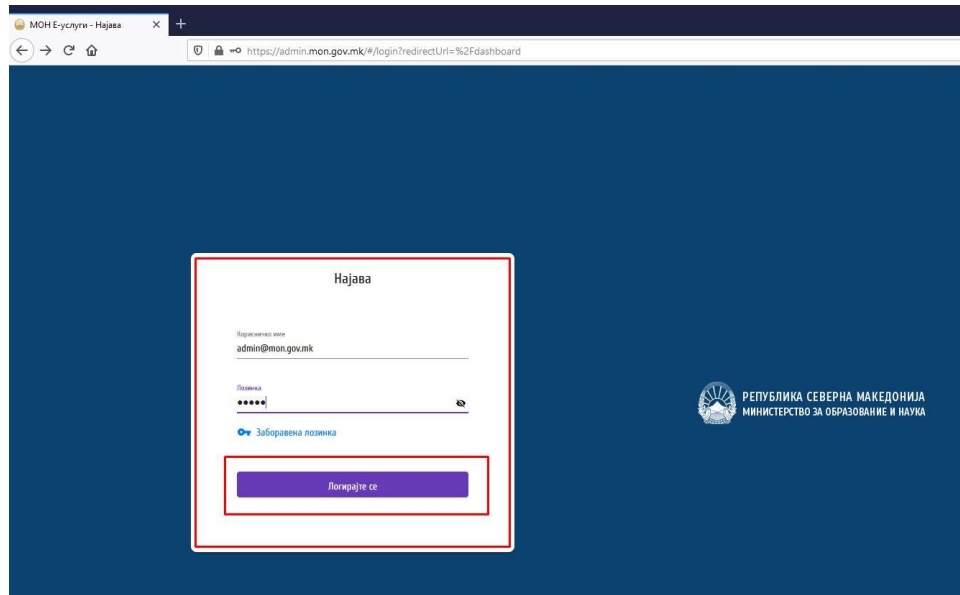 МОН Е-услуги - Најава
https://admin.mon.gov.mk/#/login?redirectUrl=%2Fdashboard
Најава
Корисничко име
admin@mon.gov.mk
Лозинка
Заборавена лозинка
Логирајте се
РЕПУБЛИКА СЕВЕРНА МАКЕДОНИЈА
МИНИСТЕРСТВО ЗА ОБРАЗОВАНИЕ И НАУКА